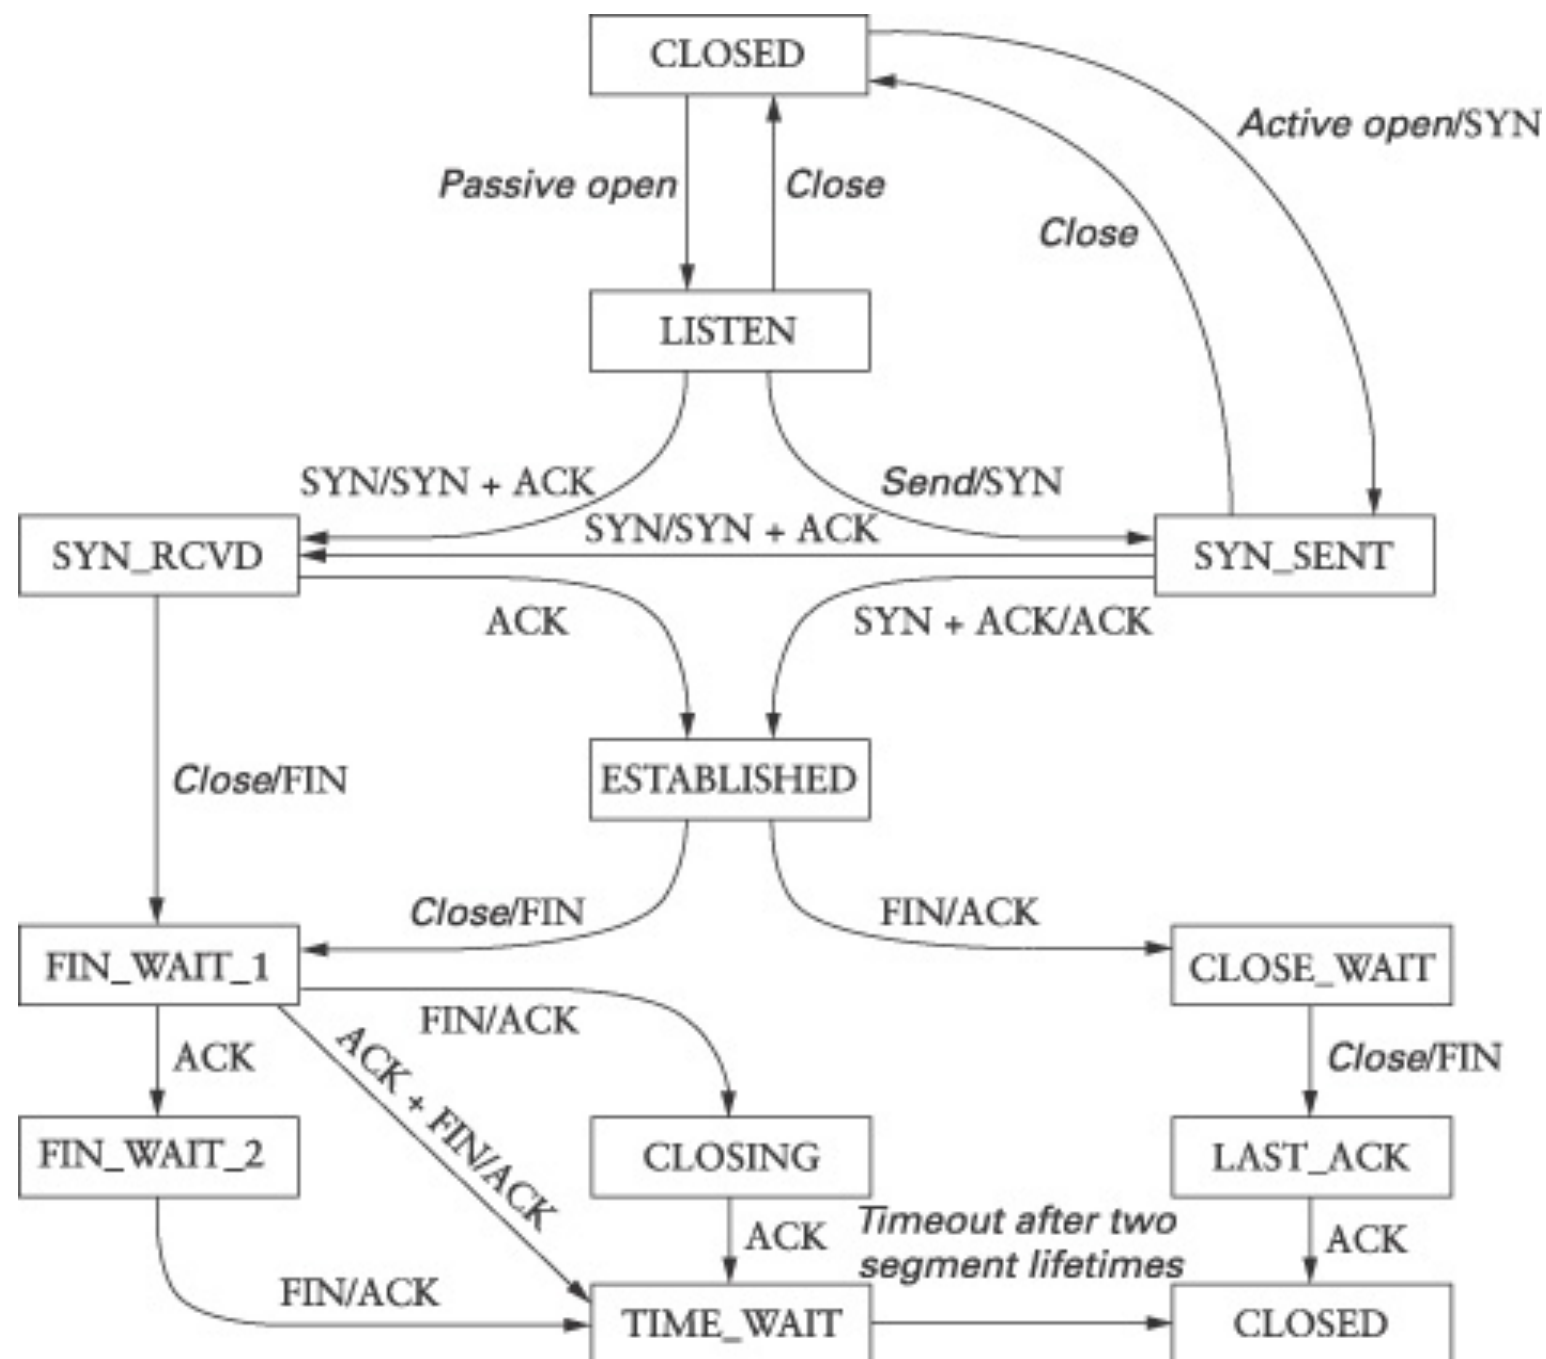 CLOSED
Active open/SYN
Passive open
Close
Close
LISTEN
SYN/SYN + ACK
Send/SYN
SYN/SYN + ACK
SYN_RCVD
SYN_SENT
ACK
SYN + ACK/ACK
Close/FIN
ESTABLISHED
Close/FIN
FIN/ACK
FIN_WAIT_1
CLOSE_WAIT
FIN/ACK
ACK
ACK + FIN/ACK
Close/FIN
FIN_WAIT_2
CLOSING
LAST_ACK
ACK
Timeout after two
segment lifetimes
ACK
FIN/ACK
TIME_WAIT
CLOSED